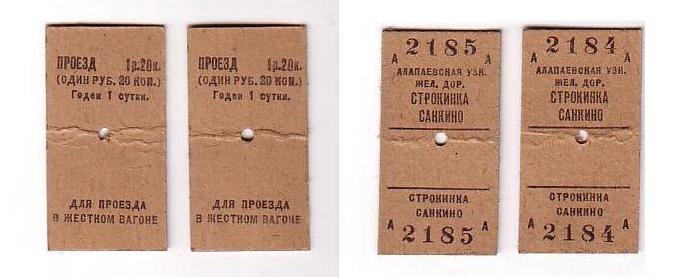 ПРОЕЗД 1р.20к.
(ОДИН РУБ. 20 КОП.)
Годен 1 сутки.
ДЛЯ ПРОЕЗДА
В ЖЕСТКОМ ВАГОНЕ
ПРОЕЗД 1р.20к.
(ОДИН РУБ. 20 КОП.)
Годен 1 сутки.
ДЛЯ ПРОЕЗДА
В ЖЕСТКОМ ВАГОНЕ
А 2185 А
АЛАПАЕВСКАЯ УЗК.
ЖЕЛ. ДОР.
СТРОКИНКА
САНКИНО
СТРОКИНКА
САНКИНО
А 2185 А
А 2184 А
АЛАПАЕВСКАЯ УЗК.
ЖЕЛ. ДОР.
СТРОКИНКА
САНКИНО
СТРОКИНКА
САНКИНО
А 2184 А